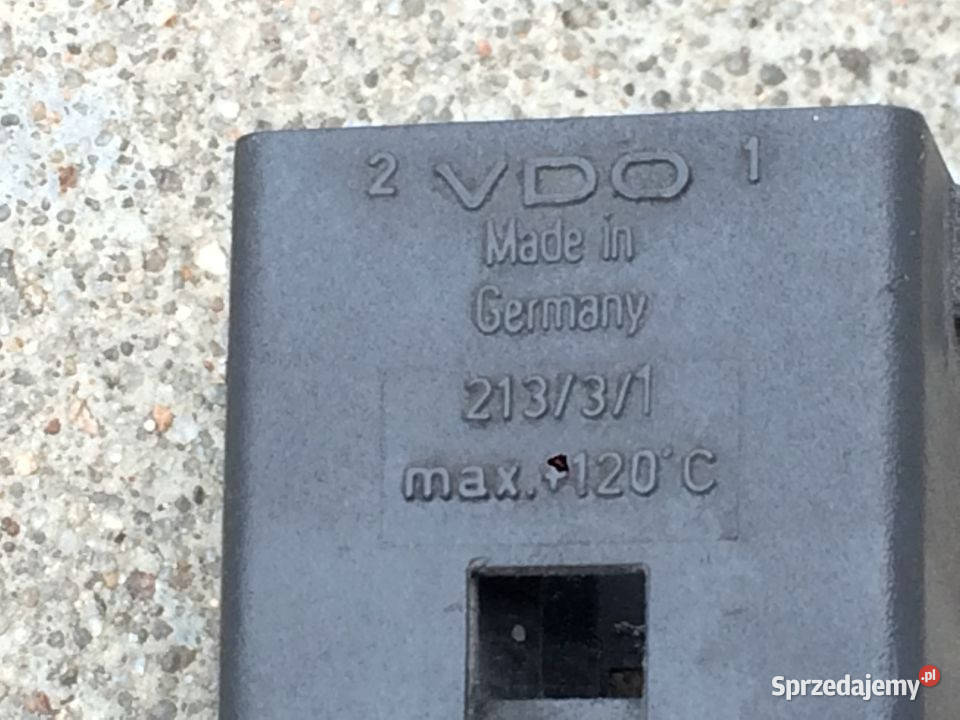 2 VDO 1
Made in
Germany
213/3/1
max.+120°C
Sprzedajemy.pl